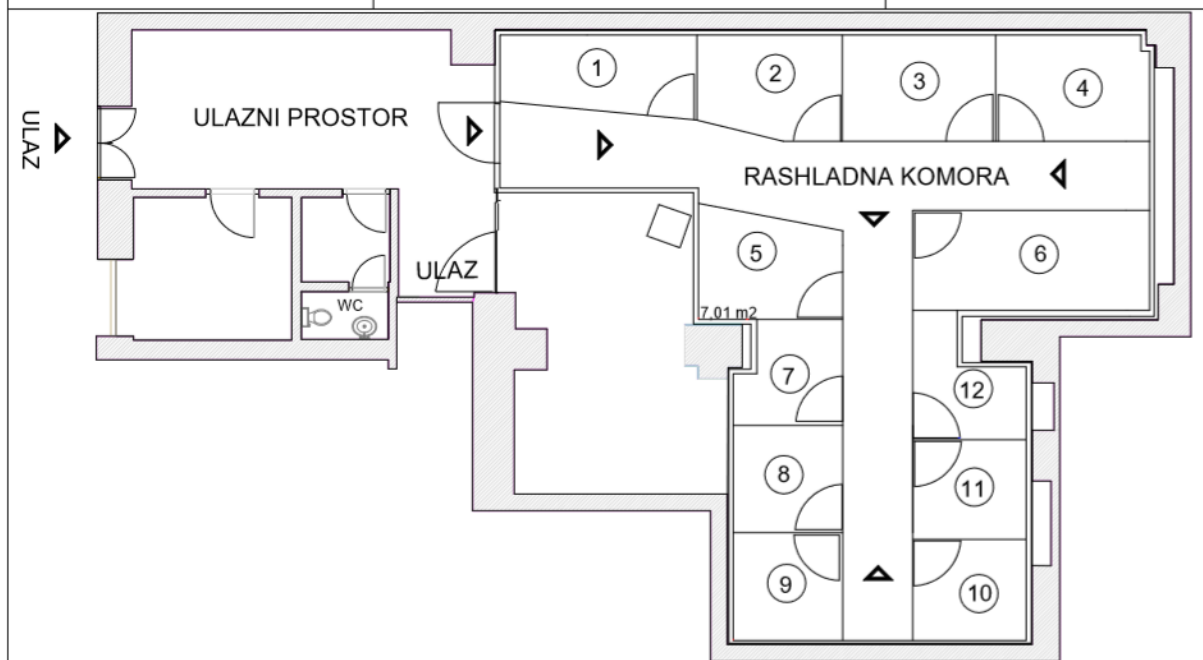 1
2
3
4
ULAZ
ULAZNI PROSTOR
RASHLADNA KOMORA
5
6
ULAZ
WC
7,01 m2
7
12
8
11
9
10